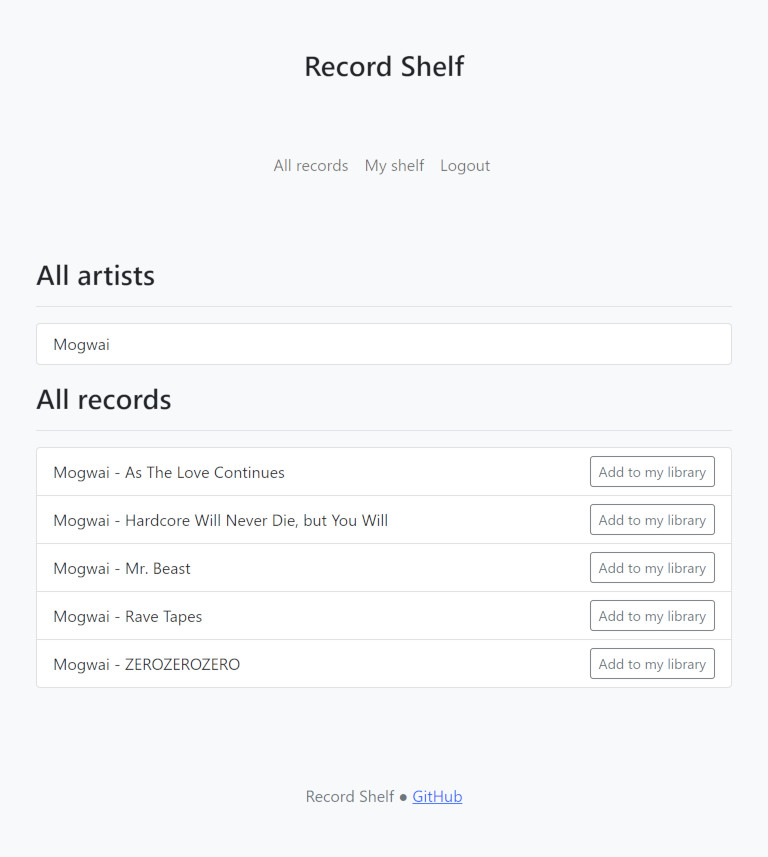 Record Shelf
All records My shelf Logout
All artists
Mogwai
All records
Mogwai - As The Love Continues Add to my library
Mogwai - Hardcore Will Never Die, but You Will Add to my library
Mogwai - Mr. Beast Add to my library
Mogwai - Rave Tapes Add to my library
Mogwai - ZEROZEROZERO Add to my library
Record Shelf ● GitHub